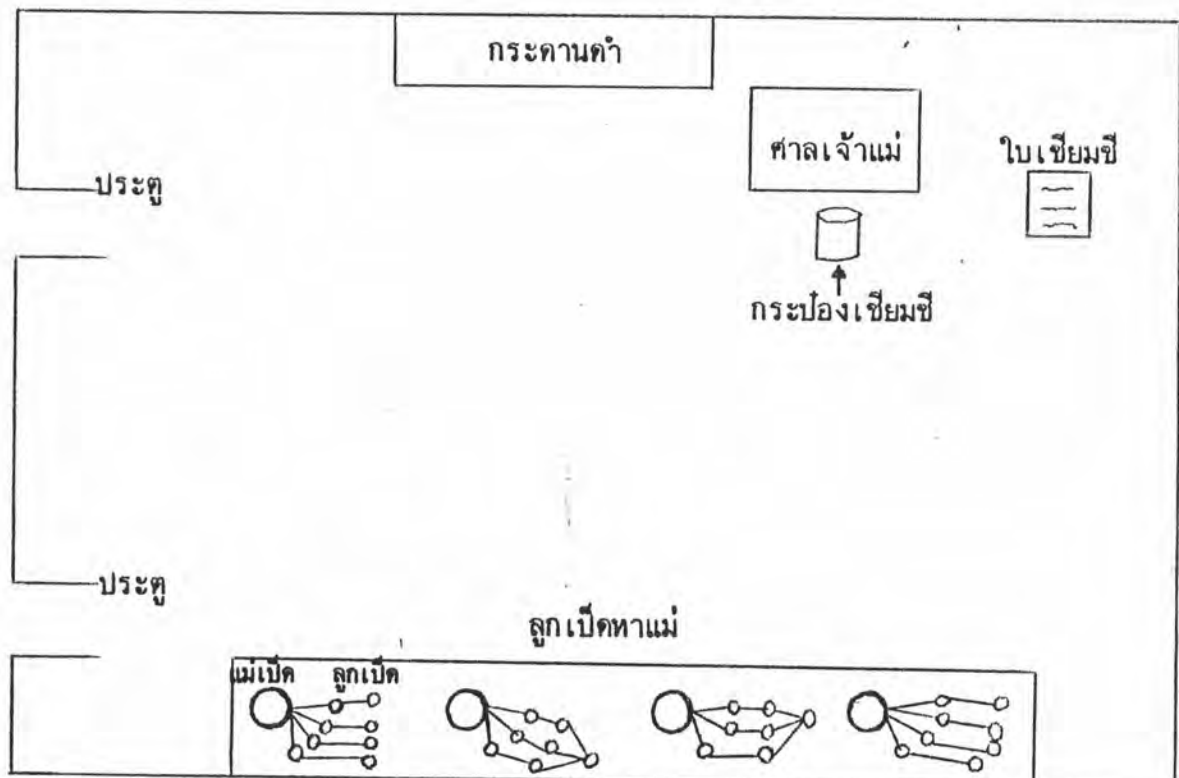 กระดานดำ
ศาลเจ้าแม่
ใบเซียมซี
ประตู
กระป๋องเซียมซี
ประตู
ลูกเป็ดหาแม่
แม่เป็ด ลูกเป็ด